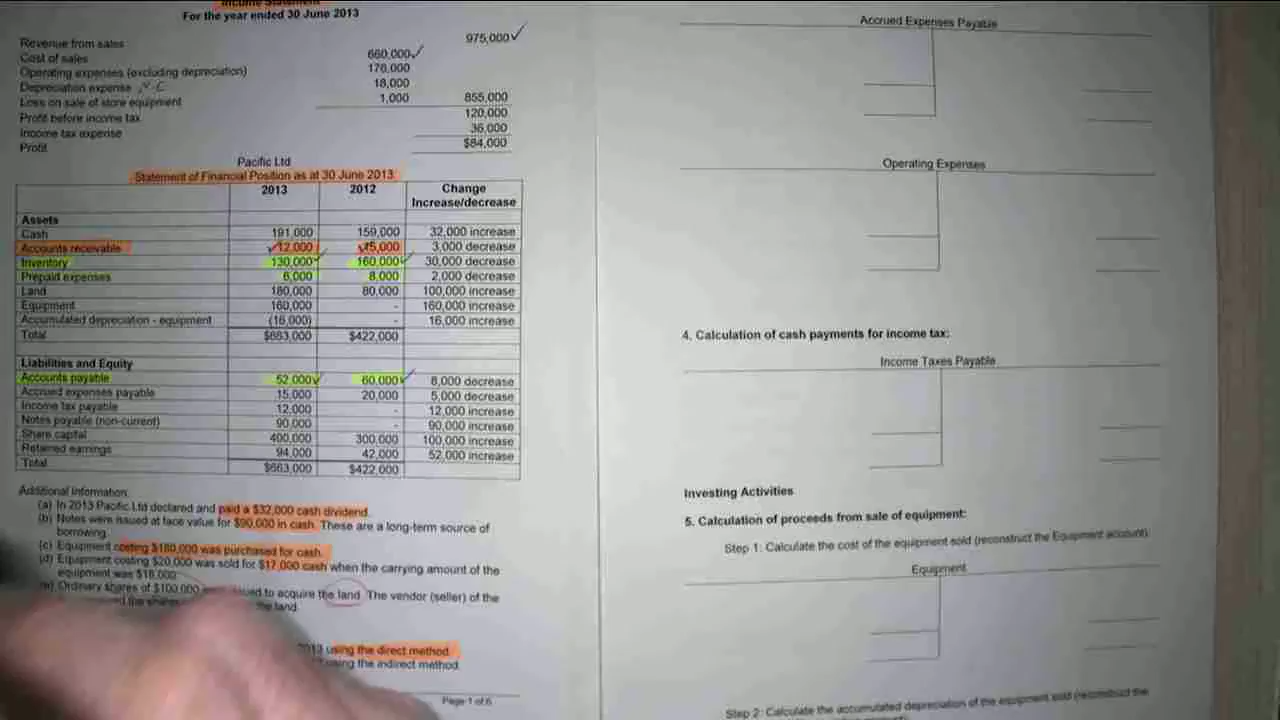 Income Statement
For the year ended 30 June 2013
Revenue from sales 975,000
Cost of sales 660,000
Operating expenses (excluding depreciation) 176,000
Depreciation expense N-C 18,000
Loss on sale of store equipment 1,000 855,000
Profit before income tax 120,000
Income tax expense 36,000
Profit $84,000
Pacific Ltd
Statement of Financial Position as at 30 June 2013
2013 2012 Change
Increase/decrease
Assets
Cash 191,000 159,000 32,000 increase
Accounts receivable 12,000 15,000 3,000 decrease
Inventory 130,000 160,000 30,000 decrease
Prepaid expenses 6,000 8,000 2,000 decrease
Land 180,000 80,000 100,000 increase
Equipment 160,000 - 160,000 increase
Accumulated depreciation - equipment (16,000) - 16,000 increase
Total $663,000 $422,000
Liabilities and Equity
Accounts payable 52,000 60,000 8,000 decrease
Accrued expenses payable 15,000 20,000 5,000 decrease
Income tax payable 12,000 - 12,000 increase
Notes payable (non-current) 90,000 - 90,000 increase
Share capital 400,000 300,000 100,000 increase
Retained earnings 94,000 42,000 52,000 increase
Total $663,000 $422,000
Additional Information:
(a) In 2013 Pacific Ltd declared and paid a $32,000 cash dividend.
(b) Notes were issued at face value for $90,000 in cash. These are a long-term source of
borrowing.
(c) Equipment costing $180,000 was purchased for cash.
(d) Equipment costing $20,000 was sold for $17,000 cash when the carrying amount of the
equipment was $18,000.
(e) Ordinary shares of $100,000 to acquire the land. The vendor (seller) of the
the shares the land.
2013 using the direct method.
using the indirect method.
Page 1 of 6
Accrued Expenses Payable
Operating Expenses
4. Calculation of cash payments for income tax:
Income Taxes Payable
Investing Activities
5. Calculation of proceeds from sale of equipment:
Step 1: Calculate the cost of the equipment sold (reconstruct the Equipment account).
Equipment
Step 2: Calculate the accumulated depreciation of the equipment sold (reconstruct the